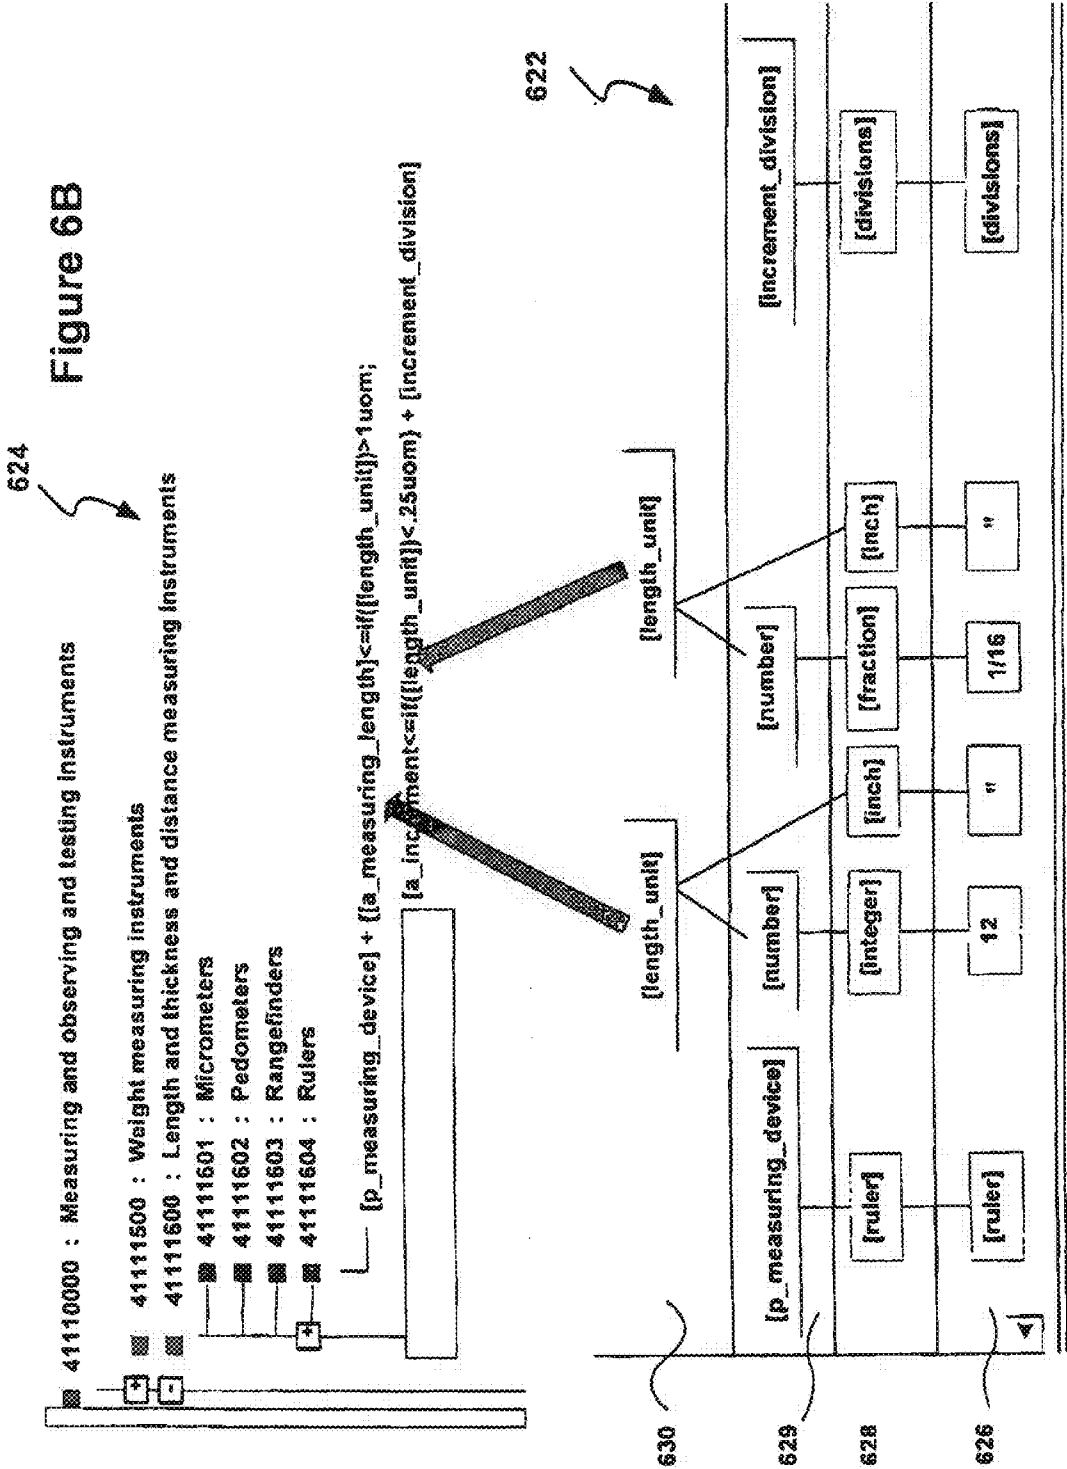 Figure 6B
624
41110000 : Measuring and observing and testing instruments
41111500 : Weight measuring instruments
41111600 : Length and thickness and distance measuring instruments
41111601 : Micrometers
41111602 : Pedometers
41111603 : Rangefinders
41111604 : Rulers
[p_measuring_device] + {[a_measuring_length]<=if([length_unit])>1uom;
[a_increment<=if([length_unit])<.25uom} + [increment_division]
622
630
[length_unit] [length_unit]
629
[p_measuring_device] [number] [number] [increment_division]
628
[ruler] [integer] [inch] [fraction] [inch] [divisions]
626
[ruler] 12 " 1/16 " [divisions]